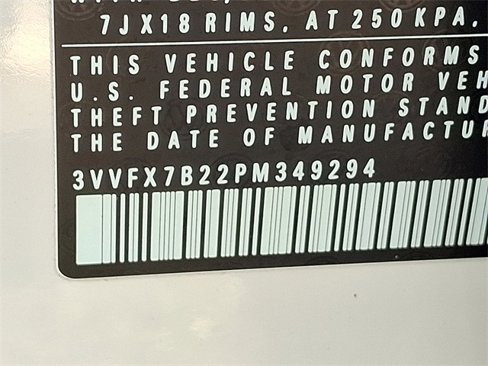 7JX18 RIMS, AT 250 KPA,
THIS VEHICLE CONFORMS
U.S. FEDERAL MOTOR VEH
THEFT PREVENTION STAND
THE DATE OF MANUFACTUR
3VVFX7B22PM349294